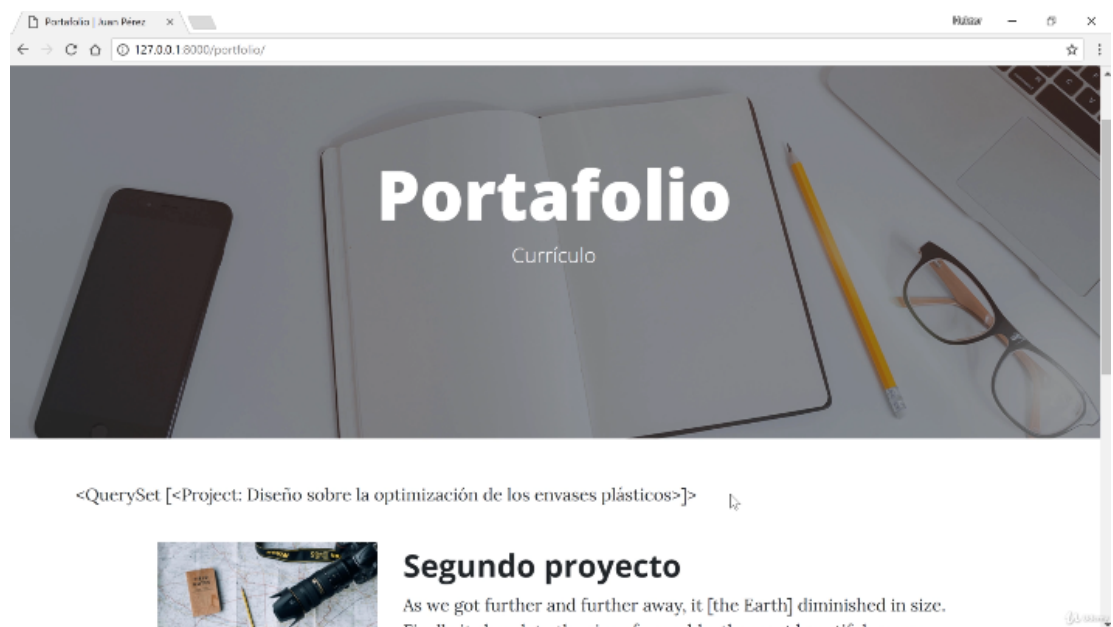 Portafolio | Juan Pérez
127.0.0.1:8000/portfolio/
Portafolio
Currículo
<QuerySet [<Project: Diseño sobre la optimización de los envases plásticos>]>
Segundo proyecto
As we got further and further away, it [the Earth] diminished in size.